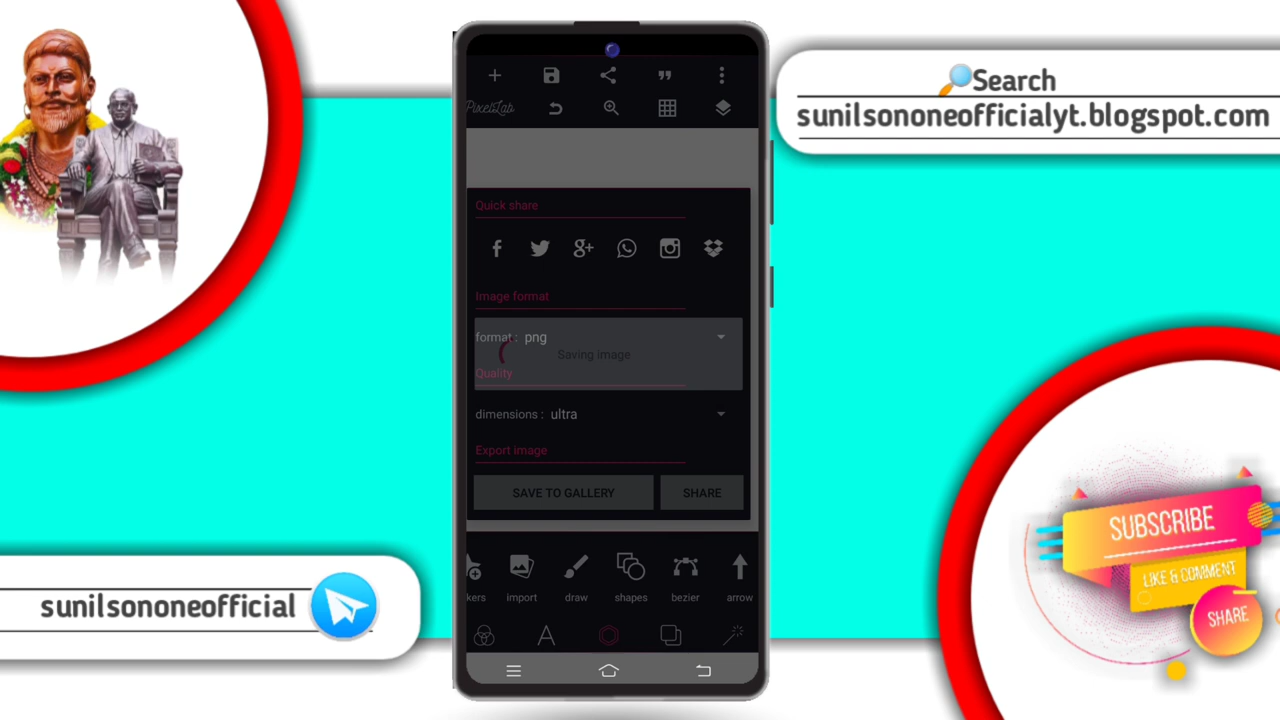 Search
sunilsononeofficialyt.blogspot.com
PixelLab
Quick share
g+
Image format
format : png
Saving image
Quality
dimensions : ultra
Export image
SAVE TO GALLERY
SHARE
kers
import
draw
shapes
bezier
arrow
sunilsononeofficial
SUBSCRIBE
LIKE & COMMENT
SHARE